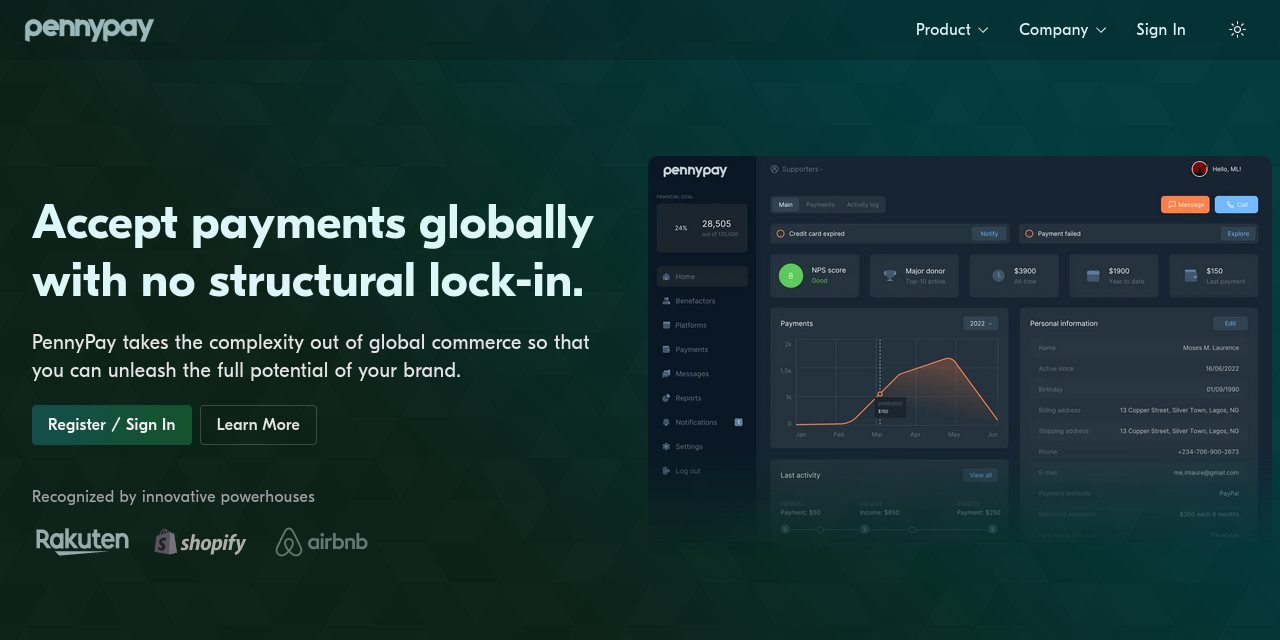 pennypay
Product
Company
Sign In
Accept payments globally
with no structural lock-in.
PennyPay takes the complexity out of global commerce so that
you can unleash the full potential of your brand.
Register / Sign In
Learn More
Recognized by innovative powerhouses
Rakuten
shopify
airbnb
pennypay
FINANCIAL GOAL
24%
28,505
out of 120,000
Home
Benefactors
Platforms
Payments
Messages
Reports
Notifications
1
Settings
Log out
Supporters
Hello, ML!
Main
Payments
Activity log
Message
Call
Credit card expired
Notify
Payment failed
Explore
8
NPS score
Good
Major donor
Top-10 active
$3900
All-time
$1900
Year to date
$150
Last payment
Payments
2022
2k
1,5k
1k
0
$150
Jan
Feb
Mar
Apr
May
Jun
Last activity
View all
Payment: $50
Income: $850
Payment: $250
Personal information
Edit
Name
Moses M. Laurence
Active since
16/06/2022
Birthday
01/09/1990
Billing address
13 Copper Street, Silver Town, Lagos, NG
Shipping address
13 Copper Street, Silver Town, Lagos, NG
Phone
+234-706-900-2673
E-mail
me.mlaure@gmail.com
Payment methods
PayPal
Recurring payments
$300 each 6 months
Facebook